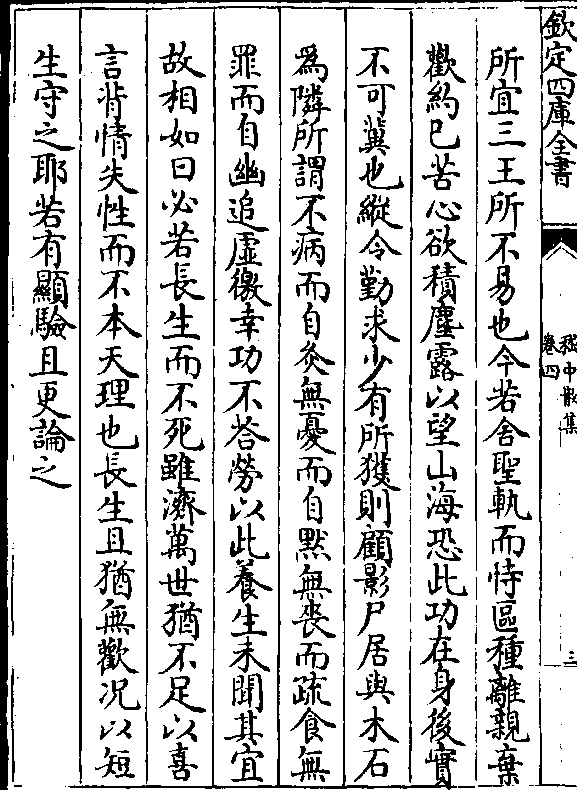 欽定四庫全書
嵇中散集
卷四
三
所宜三王所不易也今若舍聖軌而恃區種離親棄
歡約已苦心欲積塵露以望山海恐此功在身後實
不可冀也縱令勤求少有所獲則顧影尸居與木石
為隣所謂不病而自灸無憂而自黙無喪而疏食無
罪而自幽追虛徼幸功不荅勞以此養生未聞其宜
故相如曰必若長生而不死雖濟萬世猶不足以喜
言背情失性而不本天理也長生且猶無歡况以短
生守之耶若有顯驗且更論之